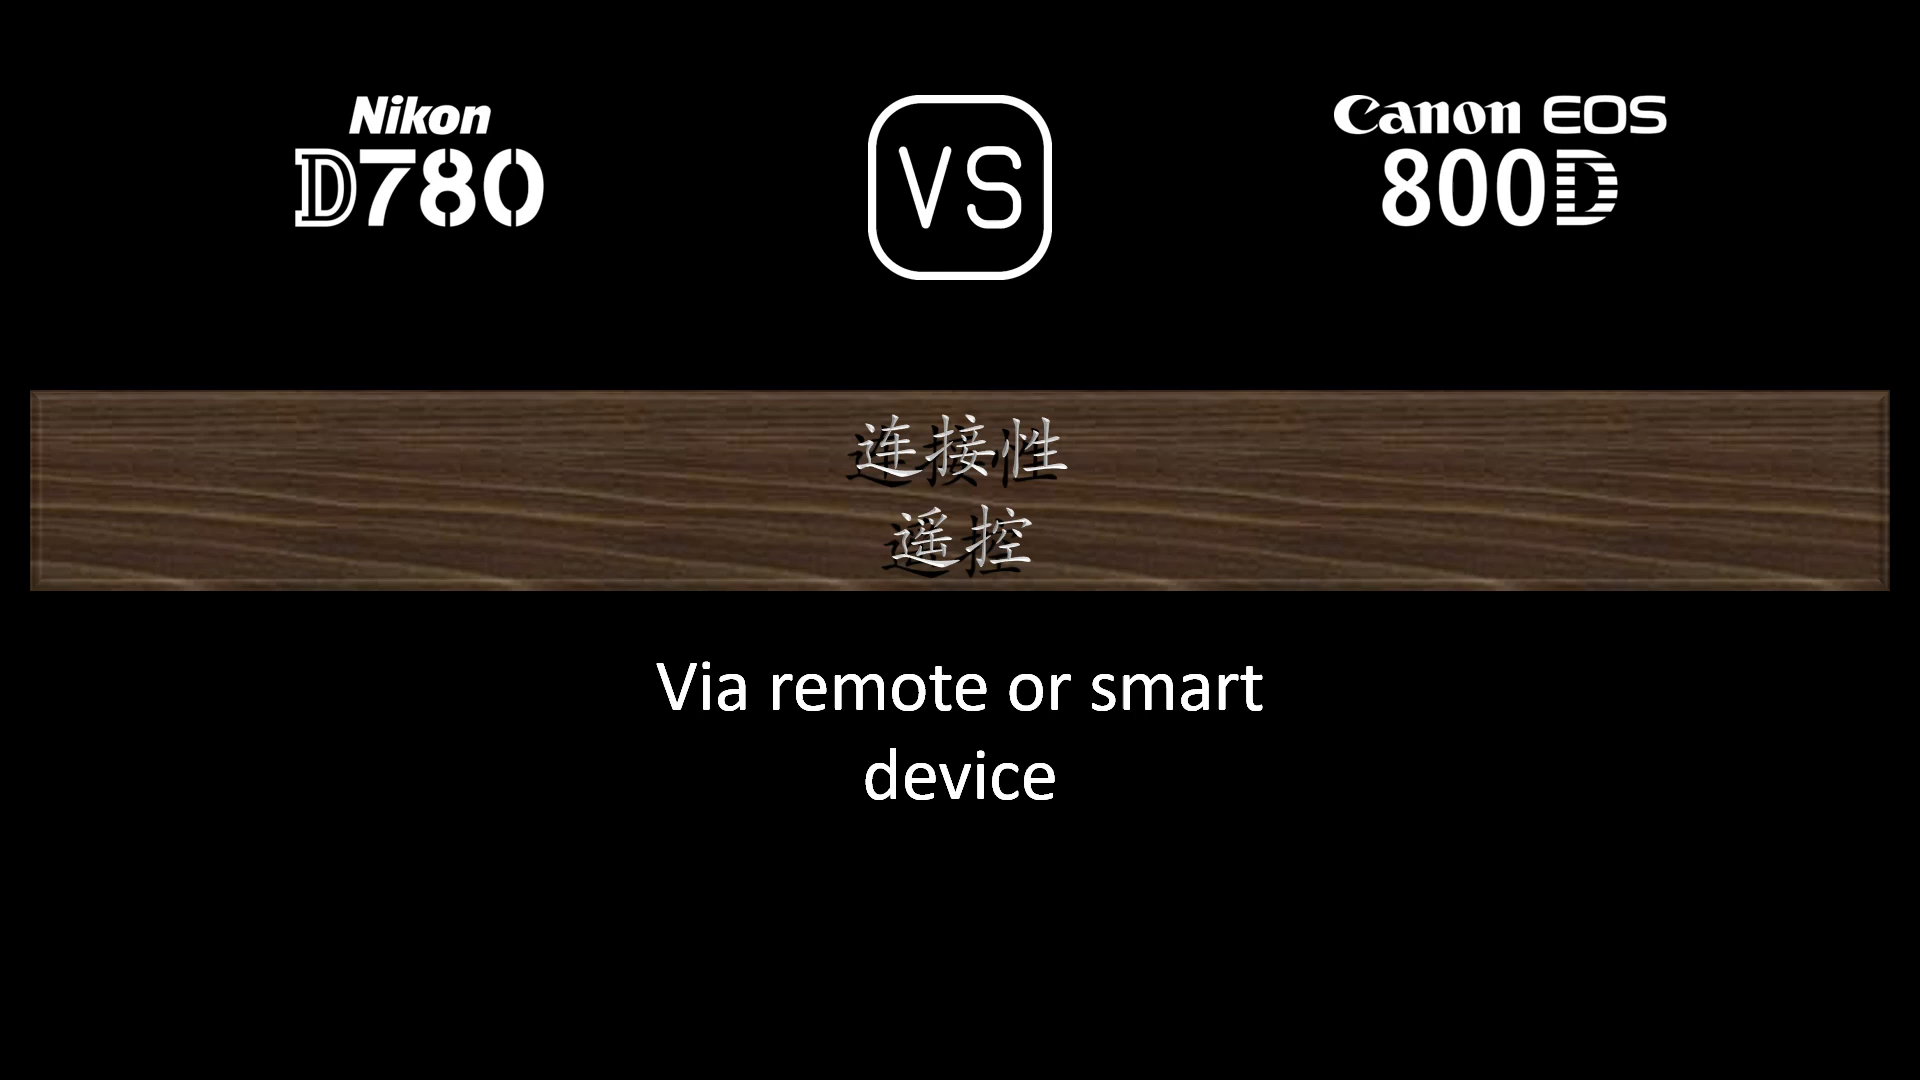 Nikon
D780
VS
Canon EOS
800D
连接性
遥控
Via remote or smart
device